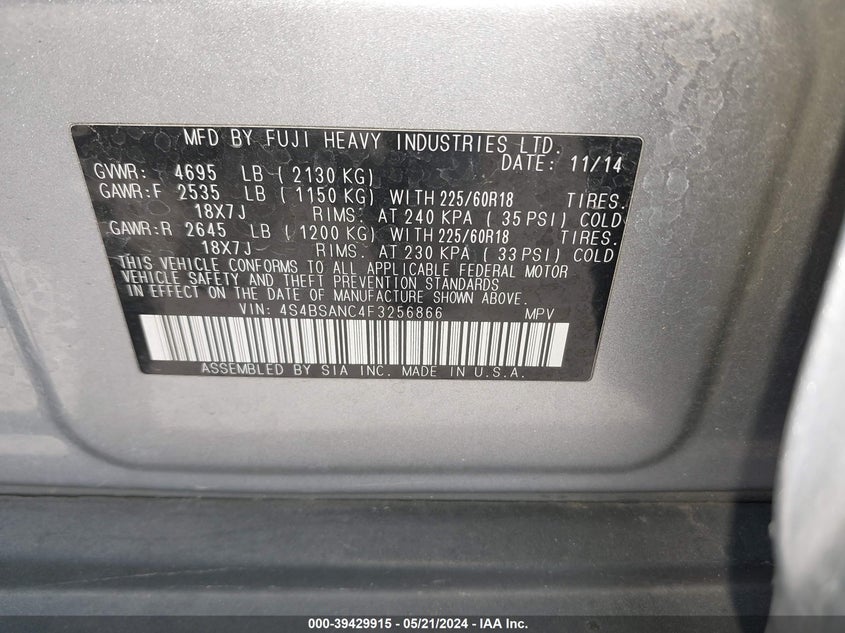 MFD BY FUJI HEAVY INDUSTRIES LTD.
DATE: 11/14
GVWR: 4695 LB ( 2130 KG)
GAWR:F 2535 LB ( 1150 KG) WITH 225/60R18 TIRES.
18X7J RIMS. AT 240 KPA ( 35 PSI) COLD
GAWR:R 2645 LB ( 1200 KG) WITH 225/60R18 TIRES.
18X7J RIMS. AT 230 KPA ( 33 PSI) COLD
THIS VEHICLE CONFORMS TO ALL APPLICABLE FEDERAL MOTOR
VEHICLE SAFETY AND THEFT PREVENTION STANDARDS
IN EFFECT ON THE DATE OF MANUFACTURE SHOWN ABOVE.
VIN: 4S4BSANC4F3256866 MPV
ASSEMBLED BY SIA INC. MADE IN U.S.A.
000-39429915 - 05/21/2024 - IAA Inc.